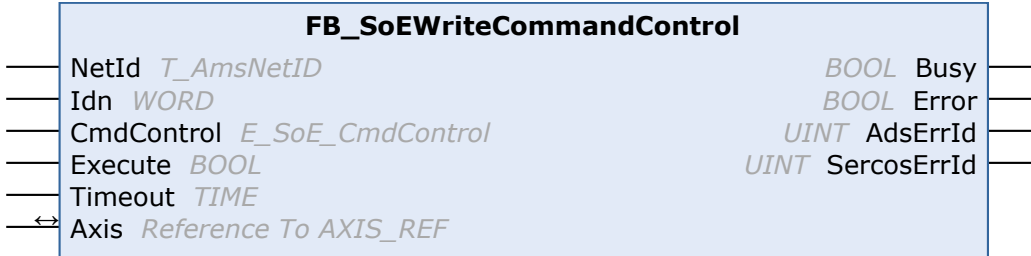 FB_SoEWriteCommandControl
NetId T_AmsNetID BOOL Busy
Idn WORD BOOL Error
CmdControl E_SoE_CmdControl UINT AdsErrId
Execute BOOL UINT SercosErrId
Timeout TIME
↔ Axis Reference To AXIS_REF